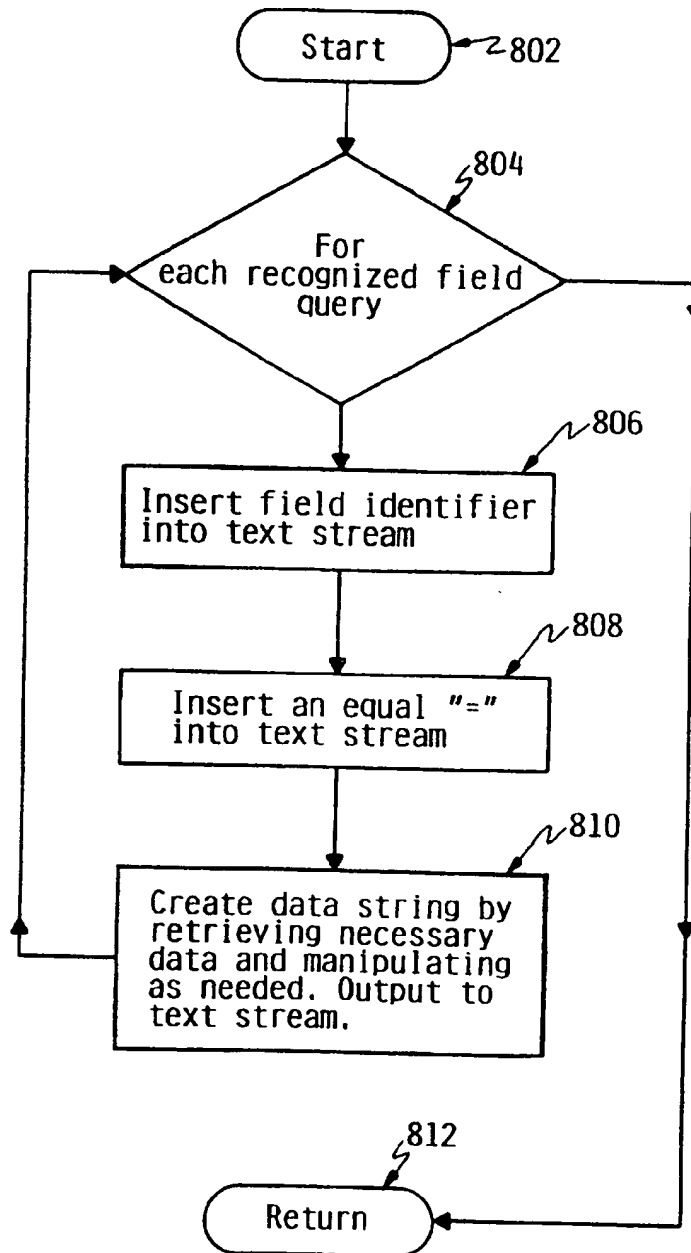 Start
802
804
For
each recognized field
query
806
Insert field identifier
into text stream
808
Insert an equal "="
into text stream
810
Create data string by
retrieving necessary
data and manipulating
as needed. Output to
text stream.
812
Return